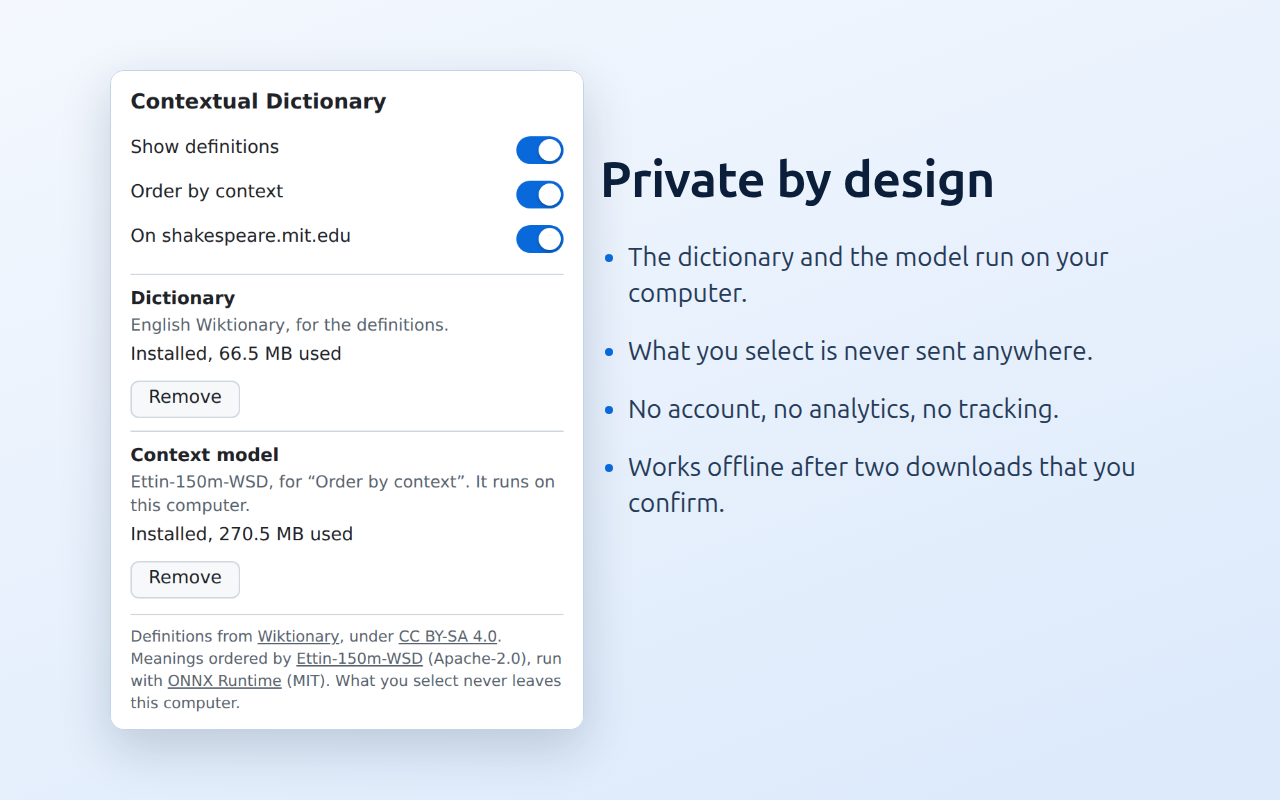 Contextual Dictionary
Show definitions
Order by context
On shakespeare.mit.edu
Dictionary
English Wiktionary, for the definitions.
Installed, 66.5 MB used
Remove
Context model
Ettin-150m-WSD, for “Order by context”. It runs on
this computer.
Installed, 270.5 MB used
Remove
Definitions from Wiktionary, under CC BY-SA 4.0.
Meanings ordered by Ettin-150m-WSD (Apache-2.0), run
with ONNX Runtime (MIT). What you select never leaves
this computer.
Private by design
The dictionary and the model run on your
computer.
What you select is never sent anywhere.
No account, no analytics, no tracking.
Works offline after two downloads that you
confirm.